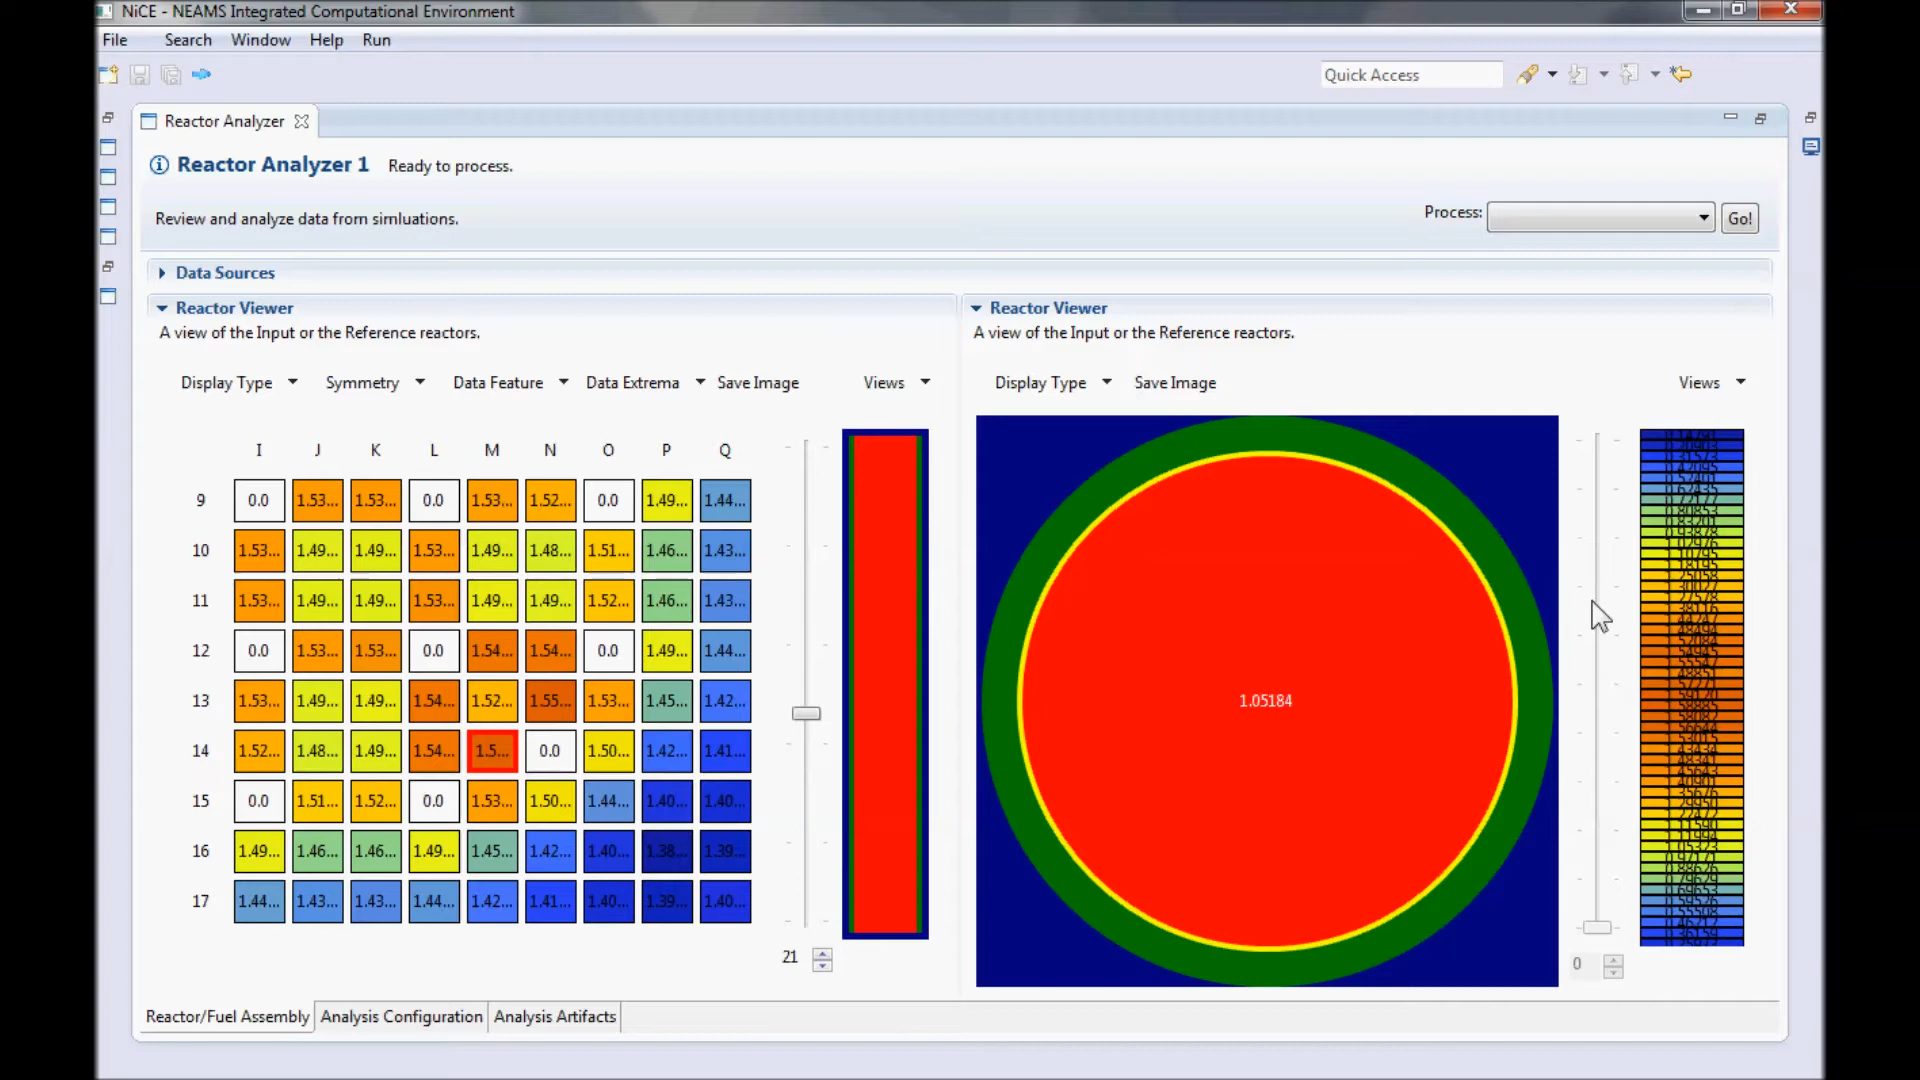 NiCE - NEAMS Integrated Computational Environment
File Search Window Help Run
Quick Access
Reactor Analyzer
Reactor Analyzer 1 Ready to process.
Review and analyze data from simluations.
Process: Go!
Data Sources
Reactor Viewer
A view of the Input or the Reference reactors.
Display Type Symmetry Data Feature Data Extrema Save Image Views
I J K L M N O P Q
9 0.0 1.53... 1.53... 0.0 1.53... 1.52... 0.0 1.49... 1.44...
10 1.53... 1.49... 1.49... 1.53... 1.49... 1.48... 1.51... 1.46... 1.43...
11 1.53... 1.49... 1.49... 1.53... 1.49... 1.49... 1.52... 1.46... 1.43...
12 0.0 1.53... 1.53... 0.0 1.54... 1.54... 0.0 1.49... 1.44...
13 1.53... 1.49... 1.49... 1.54... 1.52... 1.55... 1.53... 1.45... 1.42...
14 1.52... 1.48... 1.49... 1.54... 1.5... 0.0 1.50... 1.42... 1.41...
15 0.0 1.51... 1.52... 0.0 1.53... 1.50... 1.44... 1.40... 1.40...
16 1.49... 1.46... 1.46... 1.49... 1.45... 1.42... 1.40... 1.38... 1.39...
17 1.44... 1.43... 1.43... 1.44... 1.42... 1.41... 1.40... 1.39... 1.40...
21
Reactor Viewer
A view of the Input or the Reference reactors.
Display Type Save Image Views
1.05184
0
Reactor/Fuel Assembly Analysis Configuration Analysis Artifacts